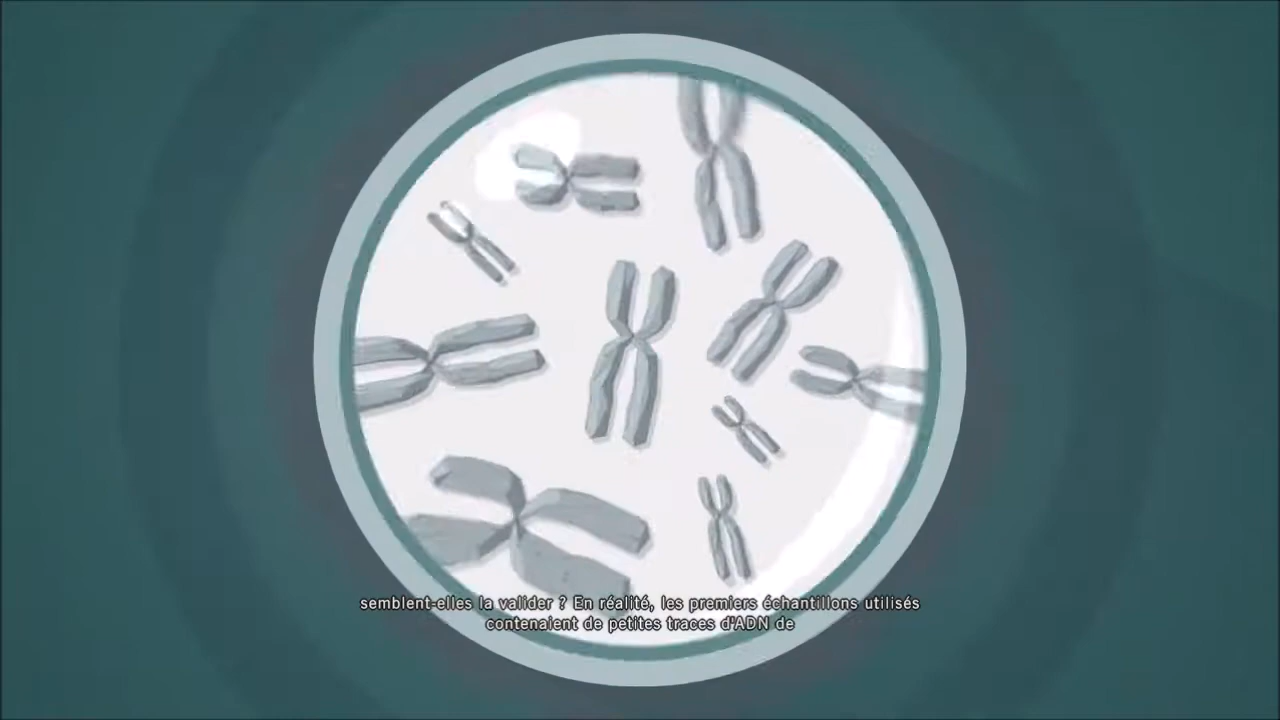 semblent-elles la valider ? En réalité, les premiers échantillons utilisés
contenaient de petites traces d'ADN de